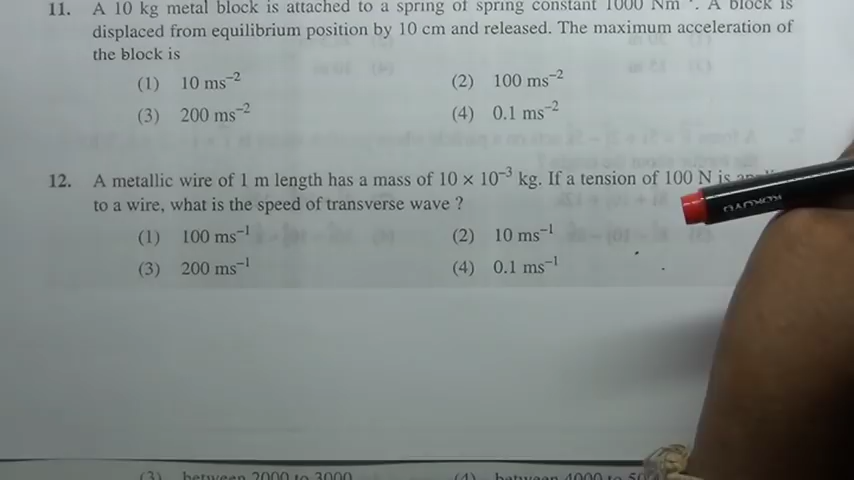 11. A 10 kg metal block is attached to a spring of spring constant 1000 Nm⁻¹. A block is
displaced from equilibrium position by 10 cm and released. The maximum acceleration of
the block is
(1) 10 ms⁻² (2) 100 ms⁻²
(3) 200 ms⁻² (4) 0.1 ms⁻²
12. A metallic wire of 1 m length has a mass of 10 × 10⁻³ kg. If a tension of 100 N is
to a wire, what is the speed of transverse wave ?
(1) 100 ms⁻¹ (2) 10 ms⁻¹
(3) 200 ms⁻¹ (4) 0.1 ms⁻¹
(3) between 2000 to 3000 (4) between 4000 to